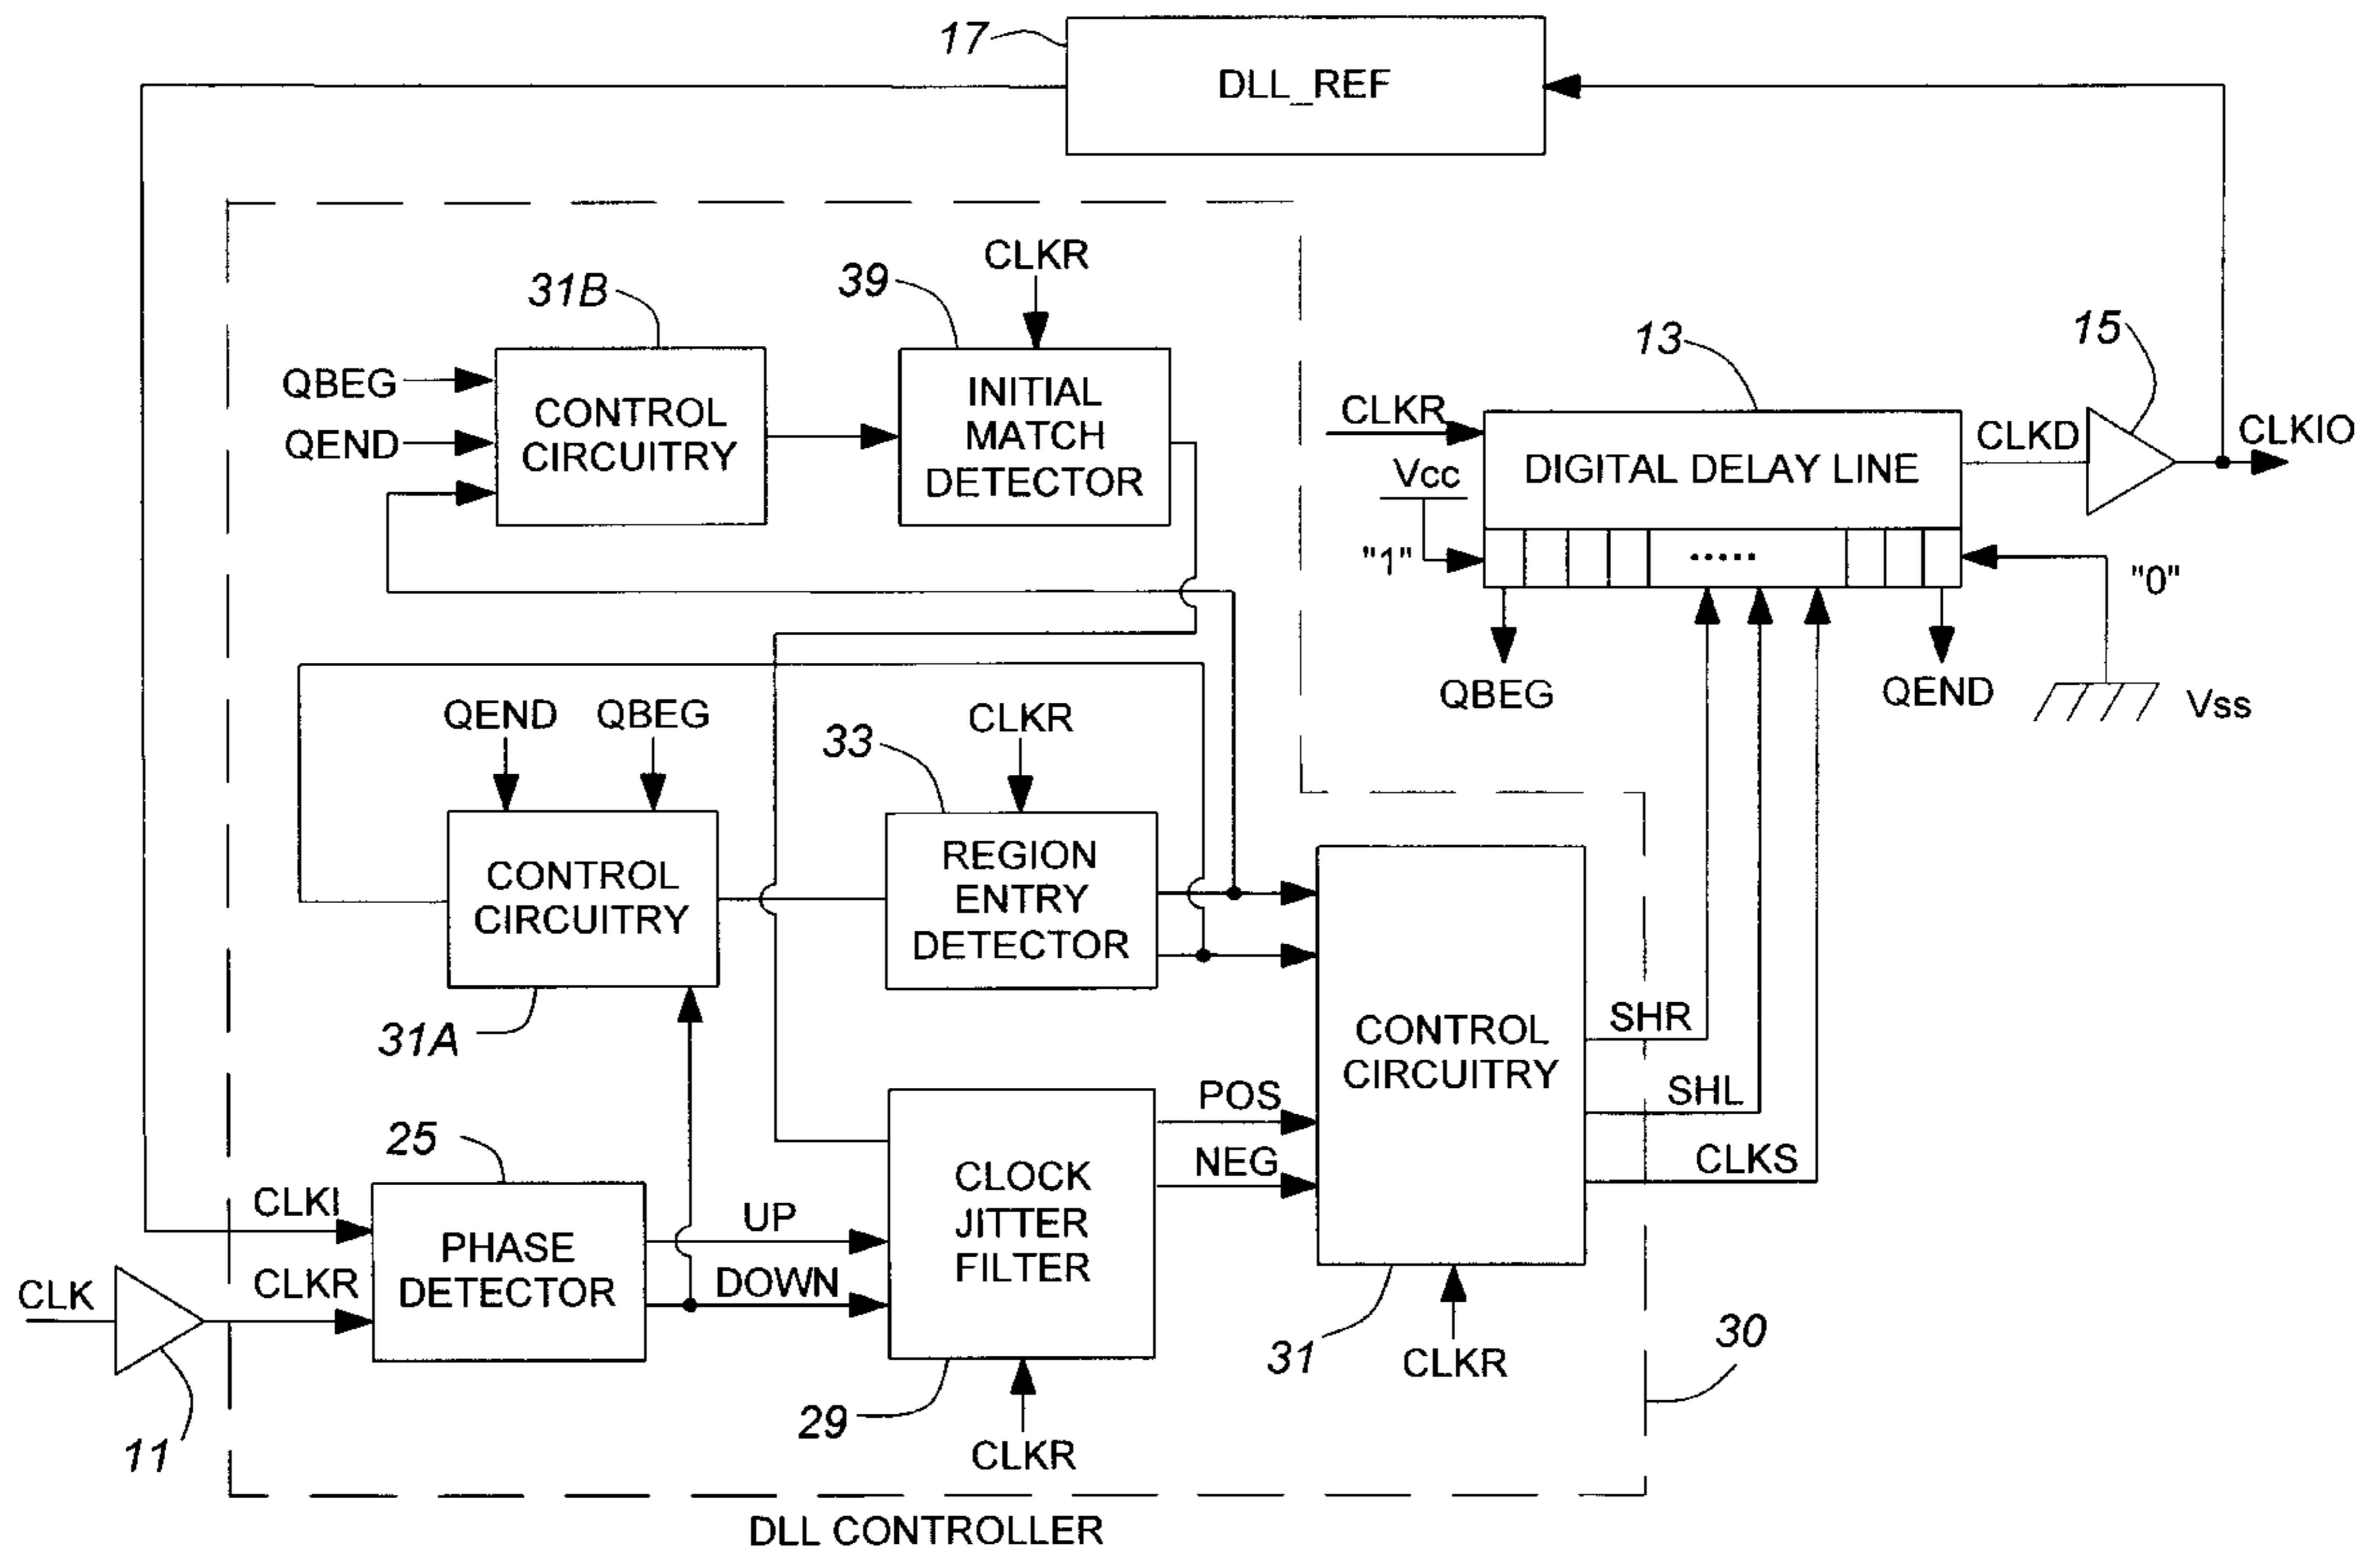 17
DLL_REF
CLKR
31B
39
QBEG
QEND
CONTROL
CIRCUITRY
INITIAL
MATCH
DETECTOR
13
15
CLKR
Vcc
"1"
DIGITAL DELAY LINE
.....
CLKD
CLKIO
"0"
QBEG
QEND
Vss
QEND
QBEG
CLKR
33
CONTROL
CIRCUITRY
REGION
ENTRY
DETECTOR
31A
CONTROL
CIRCUITRY
SHR
SHL
CLKS
POS
NEG
25
CLKI
CLKR
CLK
PHASE
DETECTOR
UP
DOWN
CLOCK
JITTER
FILTER
11
29
CLKR
31
CLKR
30
DLL CONTROLLER